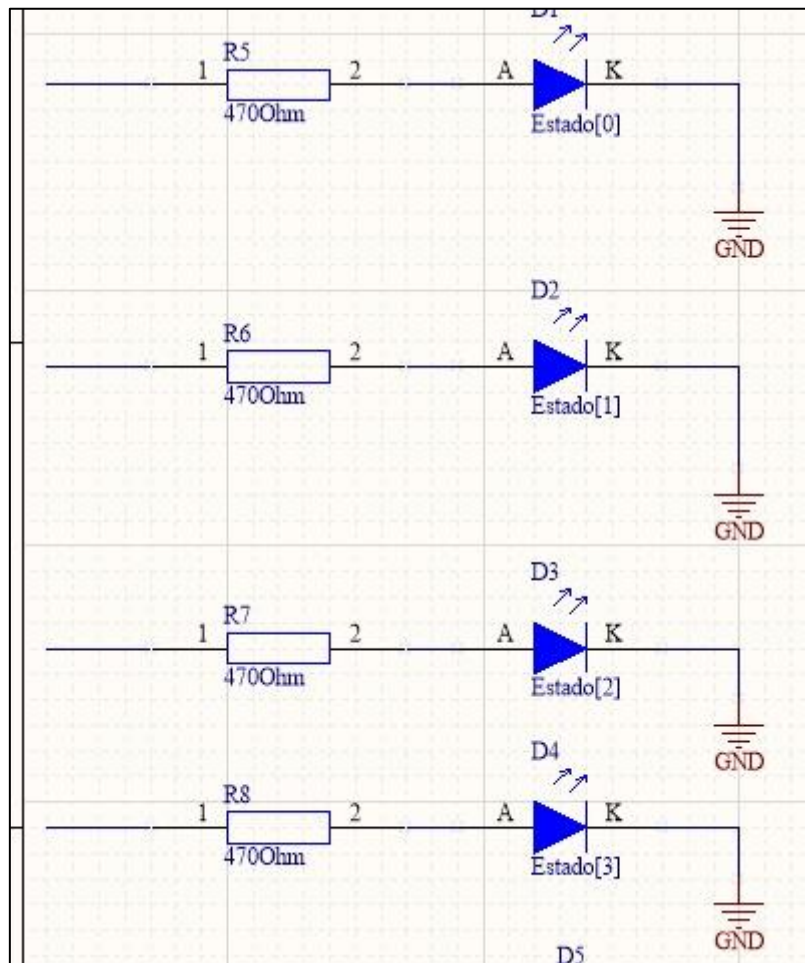 D1
R5
1 2 A K
470Ohm Estado[0]
GND
D2
R6
1 2 A K
470Ohm Estado[1]
GND
D3
R7
1 2 A K
470Ohm Estado[2]
GND
D4
R8
1 2 A K
470Ohm Estado[3]
GND
D5